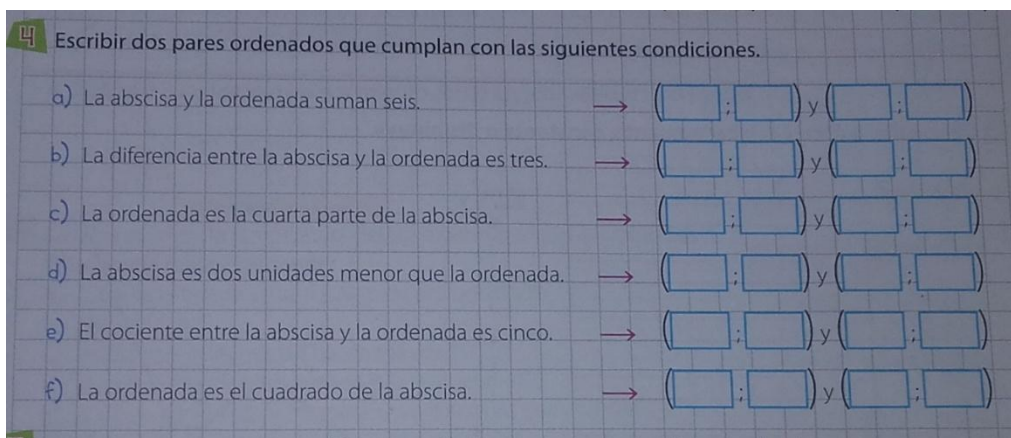 4 Escribir dos pares ordenados que cumplan con las siguientes condiciones.
a) La abscisa y la ordenada suman seis. → ( ; ) y ( ; )
b) La diferencia entre la abscisa y la ordenada es tres. → ( ; ) y ( ; )
c) La ordenada es la cuarta parte de la abscisa. → ( ; ) y ( ; )
d) La abscisa es dos unidades menor que la ordenada. → ( ; ) y ( ; )
e) El cociente entre la abscisa y la ordenada es cinco. → ( ; ) y ( ; )
f) La ordenada es el cuadrado de la abscisa. → ( ; ) y ( ; )